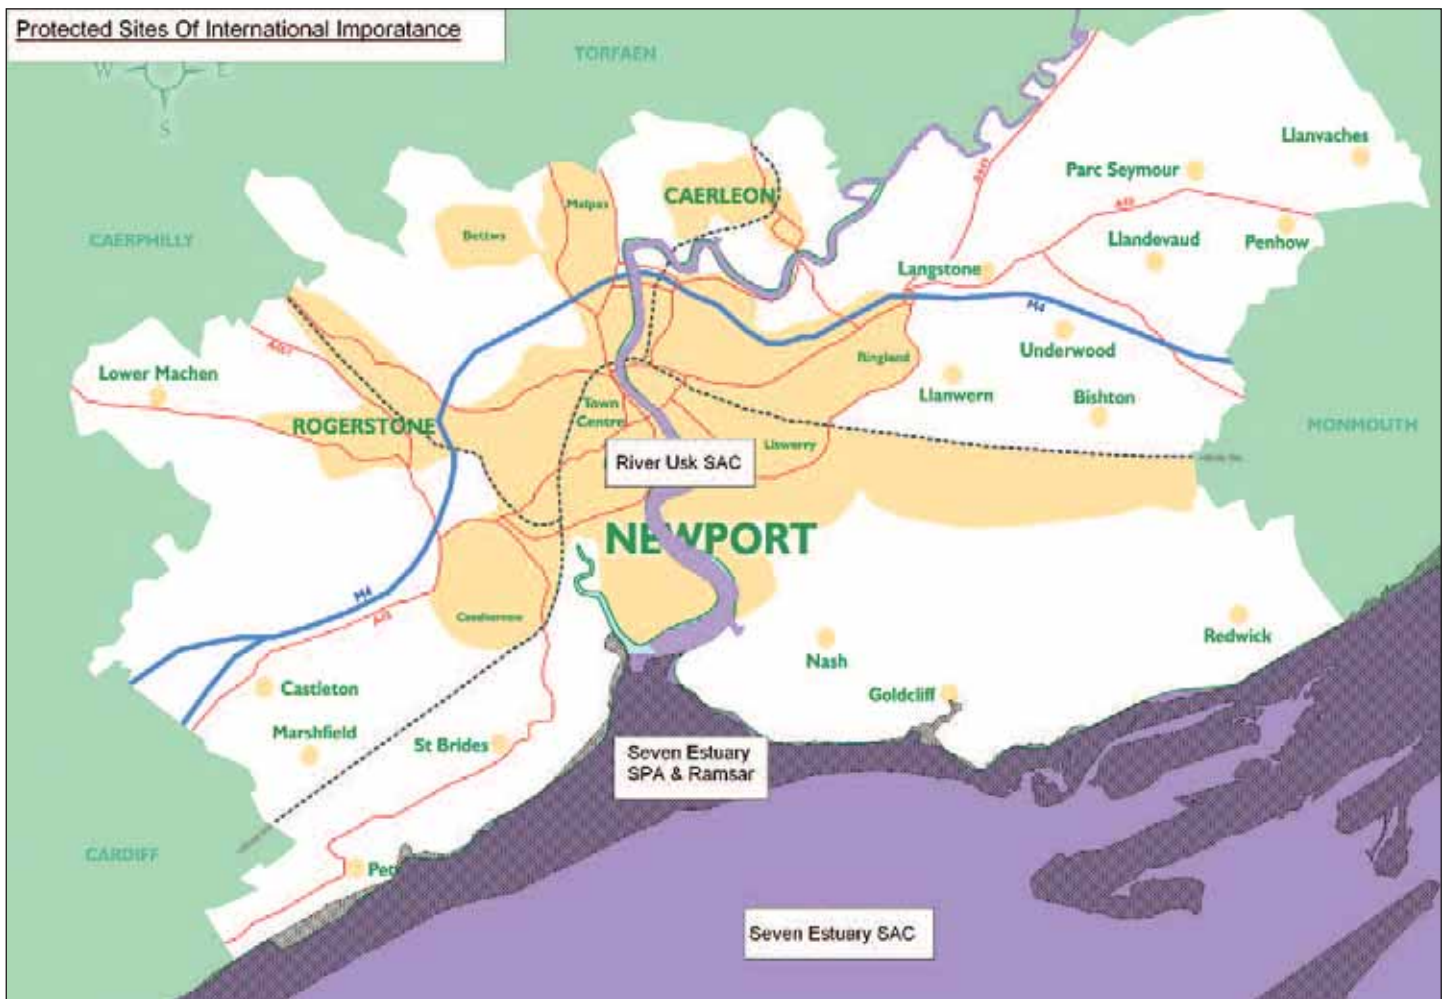 Protected Sites Of International Imporatance
W
E
S
TORFAEN
CAERPHILLY
MONMOUTH
CARDIFF
Llanvaches
Parc Seymour
Penhow
Llandevaud
Langstone
CAERLEON
Malpas
Bettws
M4
Underwood
Ringland
Llanwern
Bishton
Lower Machen
ROGERSTONE
Town
Centre
Liswerry
River Usk SAC
NEWPORT
M4
Redwick
Nash
Goldcliff
Castleton
Marshfield
St Brides
Seven Estuary
SPA & Ramsar
Pet
Seven Estuary SAC